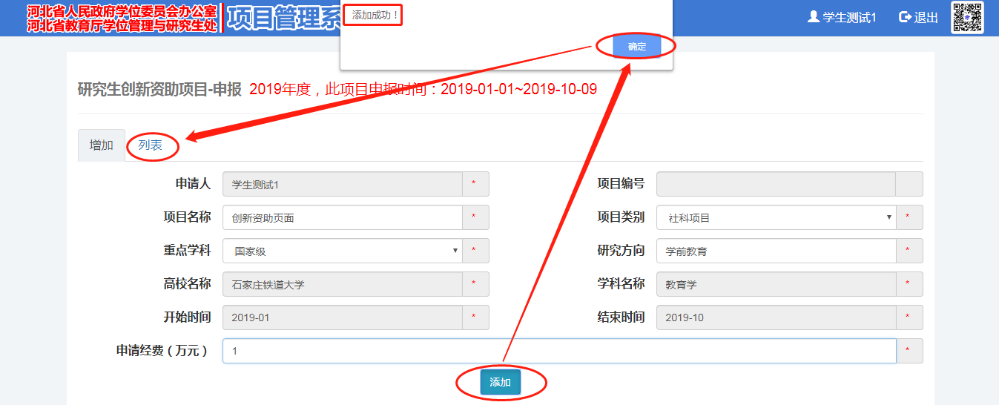 河北省人民政府学位委员会办公室
河北省教育厅学位管理与研究生处
项目管理系
添加成功！
确定
学生测试1
退出
研究生创新资助项目-申报 2019年度，此项目申报时间：2019-01-01~2019-10-09
增加 列表
申请人 学生测试1 * 项目编号
项目名称 创新资助页面 * 项目类别 社科项目 *
重点学科 国家级 * 研究方向 学前教育 *
高校名称 石家庄铁道大学 * 学科名称 教育学 *
开始时间 2019-01 * 结束时间 2019-10 *
申请经费（万元） 1 *
添加